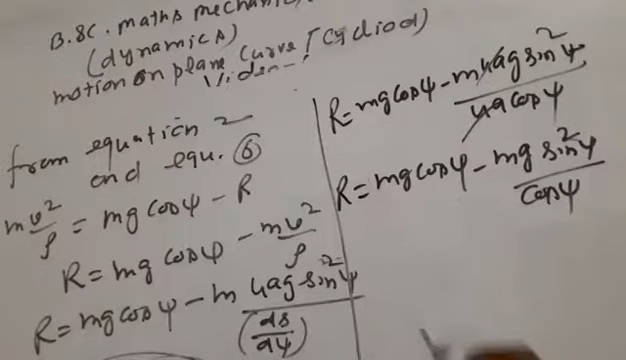 B.SC. maths mechanic
(dynamics)
motion on plane curve (cycliod)
from equation 2
and equ. ⑥
mv²/ρ = mg cosψ - R
R = mg cosψ - mv²/ρ
R = mg cosψ - m 4ag sin²ψ/(ds/dψ)
R = mg cosψ - m4ag sin²ψ/4a cosψ
R = mg cosψ - mg sin²ψ/cosψ